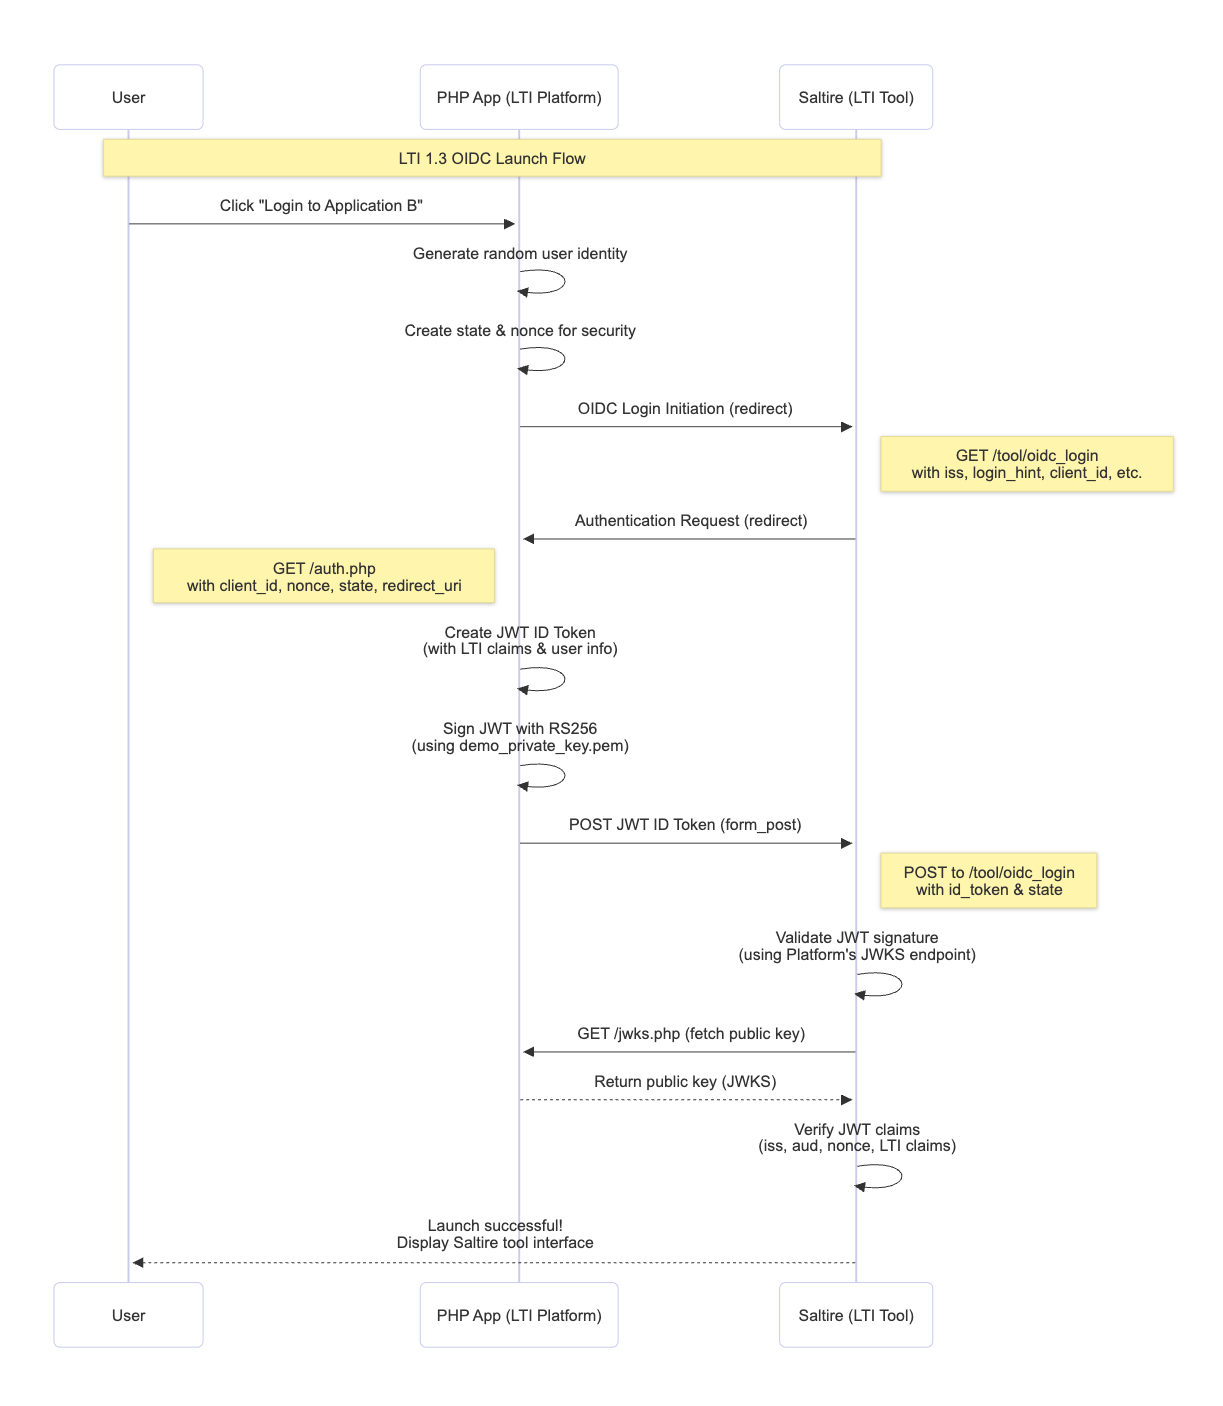 User
PHP App (LTI Platform)
Saltire (LTI Tool)
LTI 1.3 OIDC Launch Flow
Click "Login to Application B"
Generate random user identity
Create state & nonce for security
OIDC Login Initiation (redirect)
GET /tool/oidc_login
with iss, login_hint, client_id, etc.
Authentication Request (redirect)
GET /auth.php
with client_id, nonce, state, redirect_uri
Create JWT ID Token
(with LTI claims & user info)
Sign JWT with RS256
(using demo_private_key.pem)
POST JWT ID Token (form_post)
POST to /tool/oidc_login
with id_token & state
Validate JWT signature
(using Platform's JWKS endpoint)
GET /jwks.php (fetch public key)
Return public key (JWKS)
Verify JWT claims
(iss, aud, nonce, LTI claims)
Launch successful!
Display Saltire tool interface
User
PHP App (LTI Platform)
Saltire (LTI Tool)